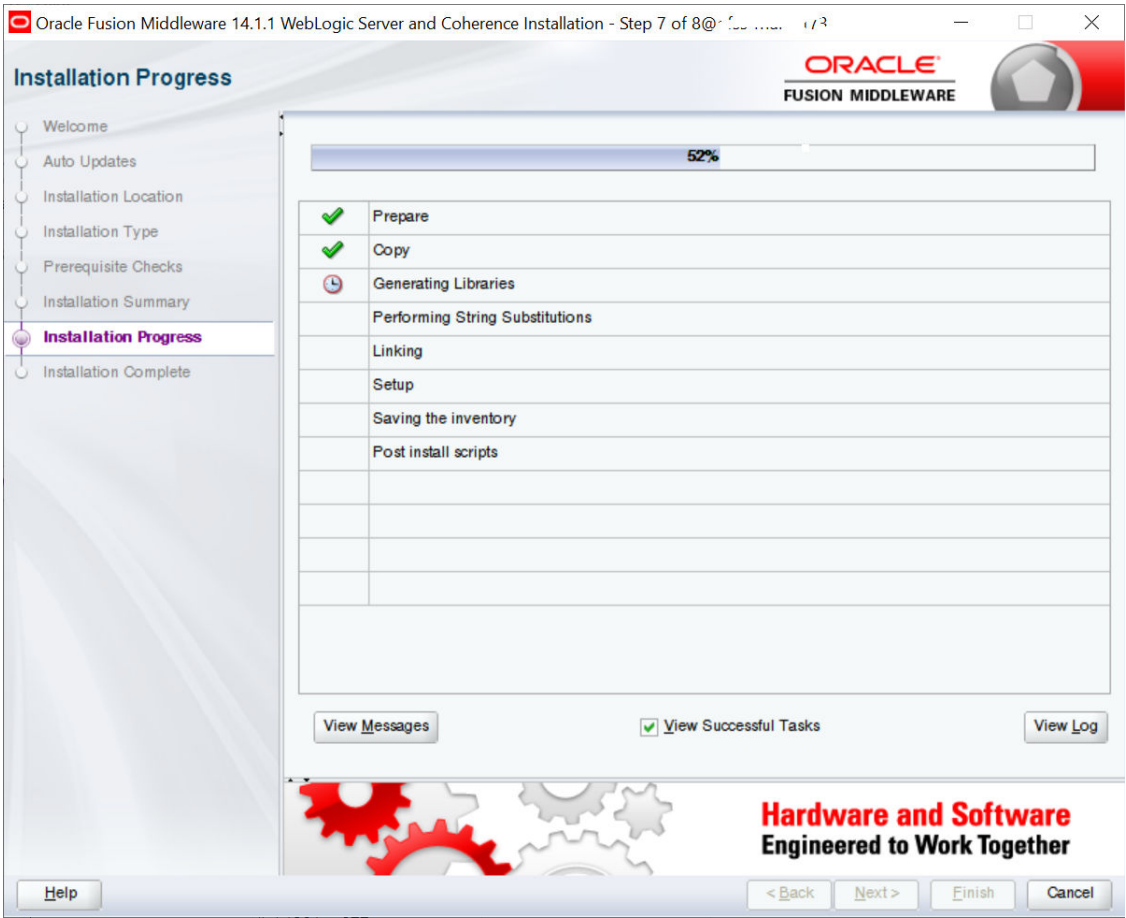 Oracle Fusion Middleware 14.1.1 WebLogic Server and Coherence Installation - Step 7 of 8@
Installation Progress
ORACLE
FUSION MIDDLEWARE
Welcome
Auto Updates
Installation Location
Installation Type
Prerequisite Checks
Installation Summary
Installation Progress
Installation Complete
52%
Prepare
Copy
Generating Libraries
Performing String Substitutions
Linking
Setup
Saving the inventory
Post install scripts
View Messages
View Successful Tasks
View Log
Hardware and Software
Engineered to Work Together
Help
< Back
Next >
Finish
Cancel